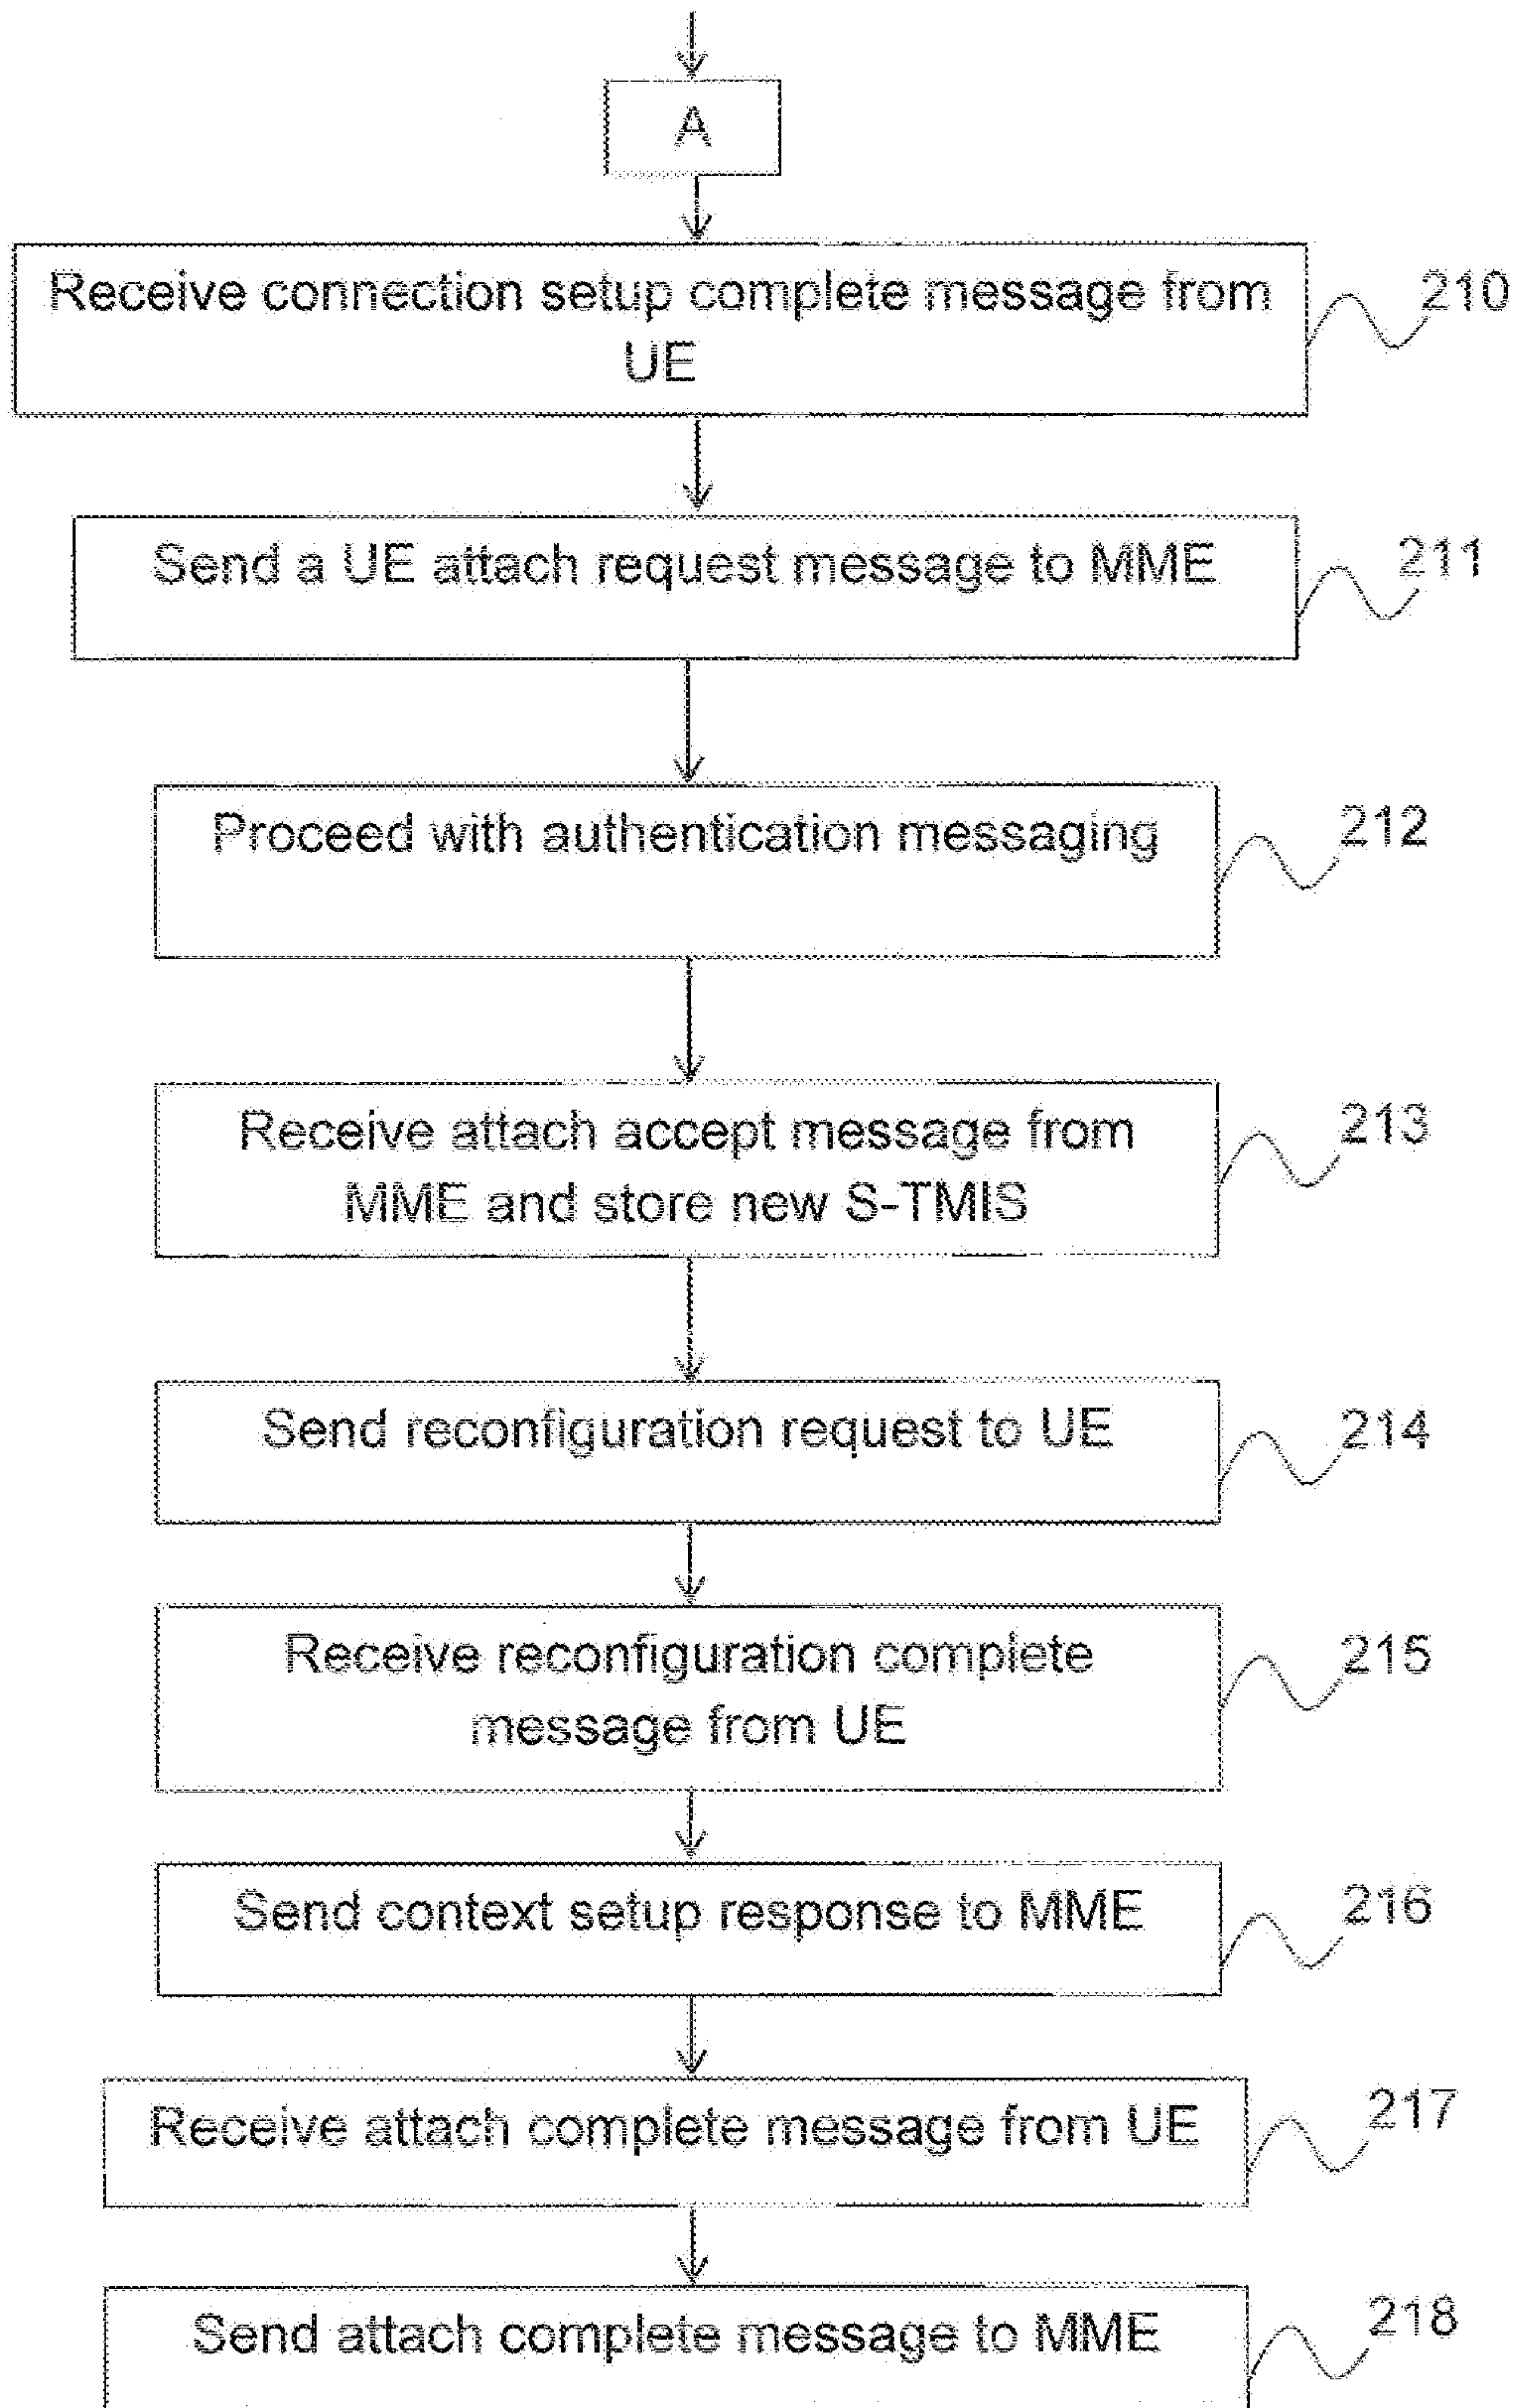 A
Receive connection setup complete message from
UE
210
Send a UE attach request message to MME
211
Proceed with authentication messaging
212
Receive attach accept message from
MME and store new S-TMIS
213
Send reconfiguration request to UE
214
Receive reconfiguration complete
message from UE
215
Send context setup response to MME
216
Receive attach complete message from UE
217
Send attach complete message to MME
218